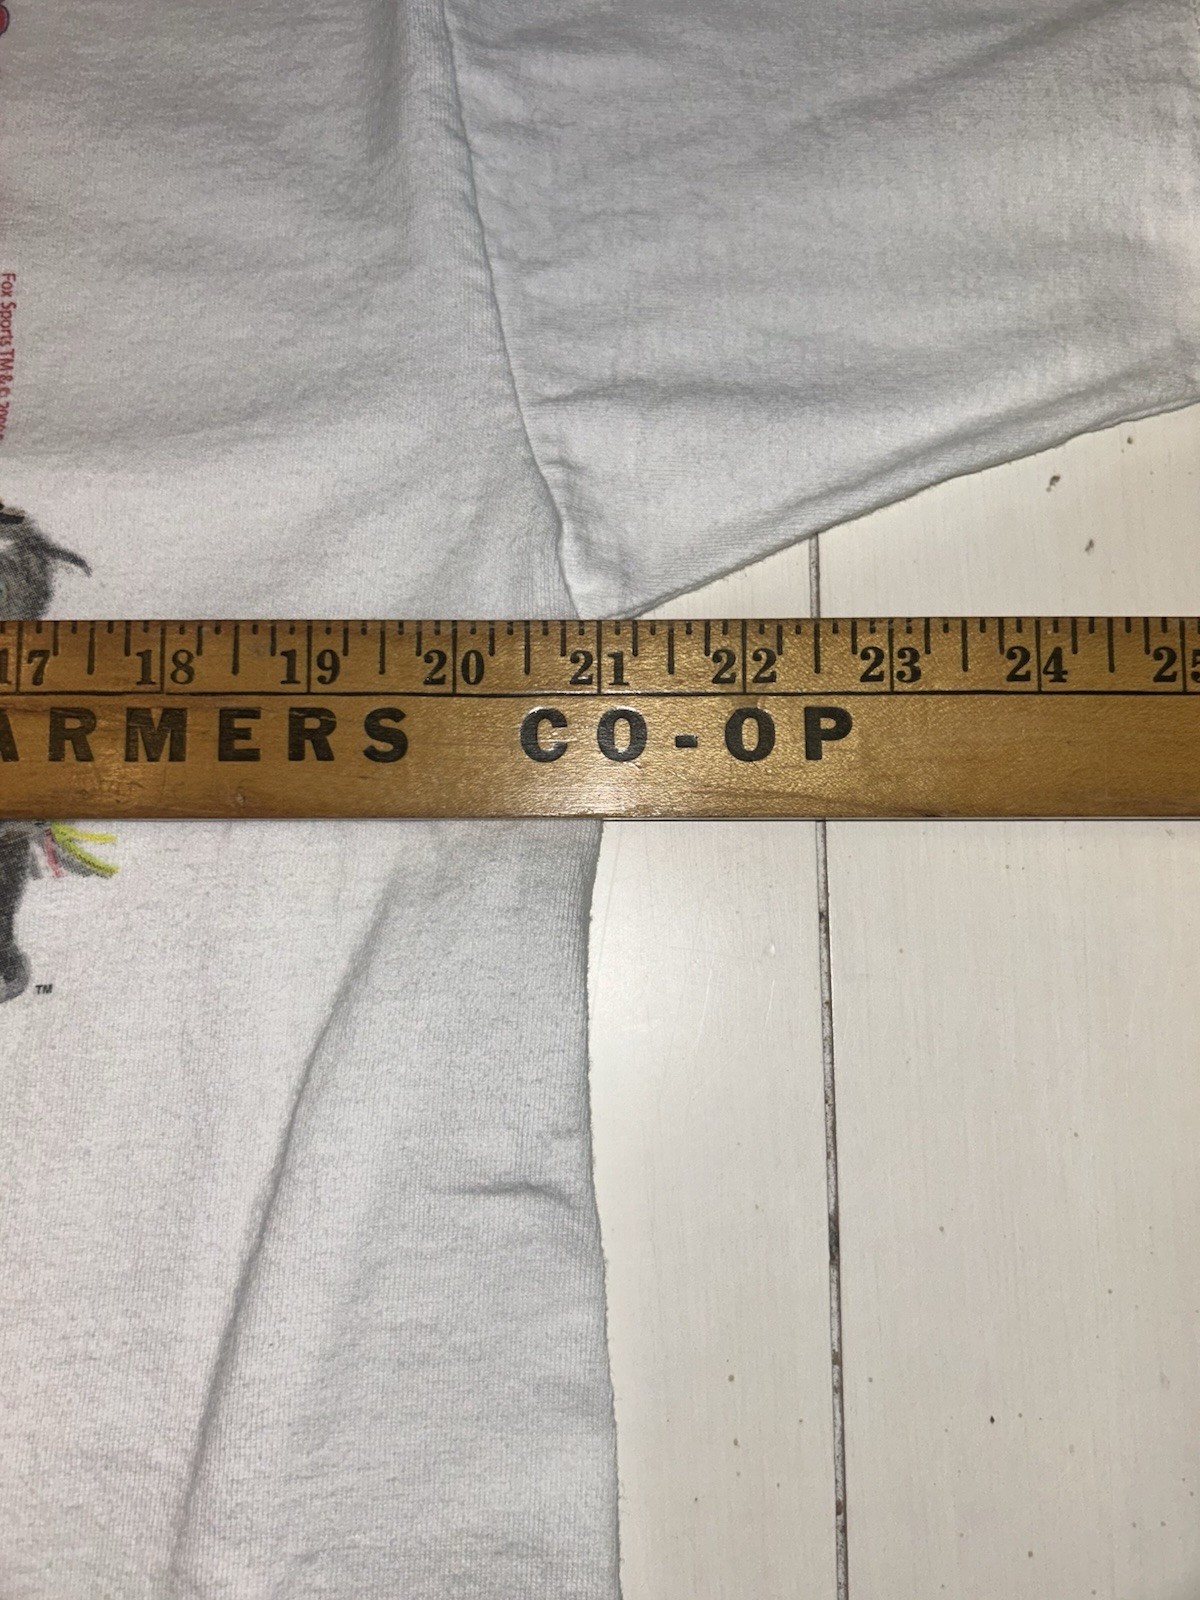 Fox Sports TM & ©
17 18 19 20 21 22 23 24 25
ARMERS CO-OP
TM